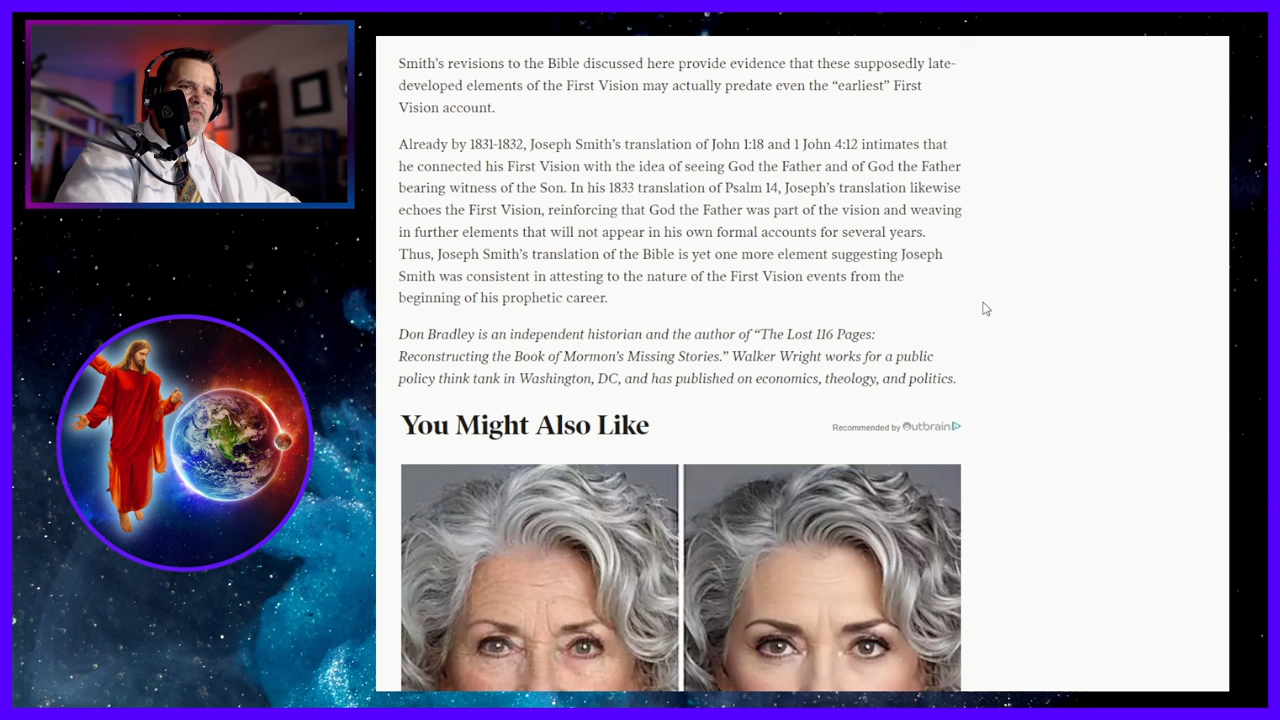 Smith's revisions to the Bible discussed here provide evidence that these supposedly late-
developed elements of the First Vision may actually predate even the “earliest” First
Vision account.
Already by 1831-1832, Joseph Smith's translation of John 1:18 and 1 John 4:12 intimates that
he connected his First Vision with the idea of seeing God the Father and of God the Father
bearing witness of the Son. In his 1833 translation of Psalm 14, Joseph's translation likewise
echoes the First Vision, reinforcing that God the Father was part of the vision and weaving
in further elements that will not appear in his own formal accounts for several years.
Thus, Joseph Smith's translation of the Bible is yet one more element suggesting Joseph
Smith was consistent in attesting to the nature of the First Vision events from the
beginning of his prophetic career.
Don Bradley is an independent historian and the author of “The Lost 116 Pages:
Reconstructing the Book of Mormon's Missing Stories.” Walker Wright works for a public
policy think tank in Washington, DC, and has published on economics, theology, and politics.
You Might Also Like
Recommended by Outbrain